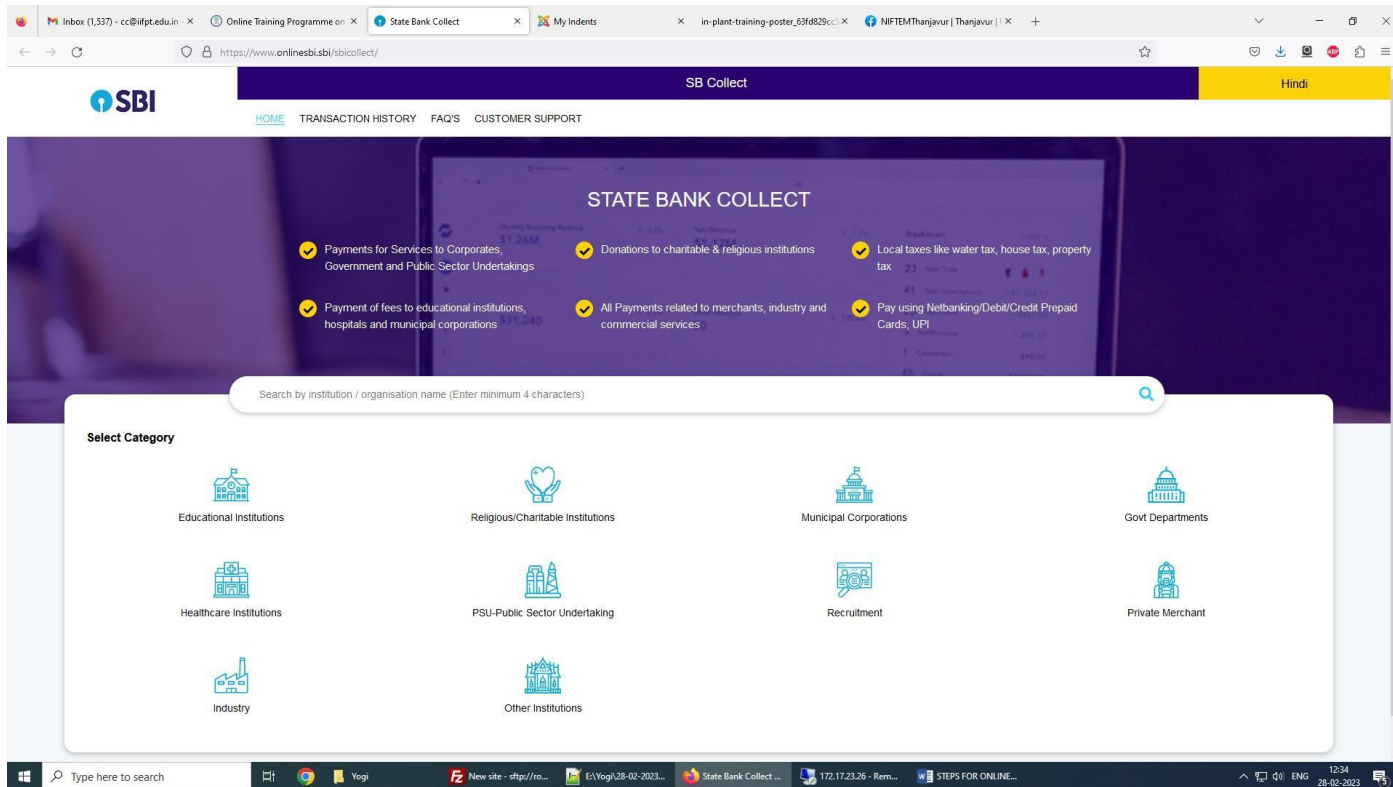 Inbox (1,537) - cc@iifpt.edu.in -
Online Training Programme on
State Bank Collect
My Indents
in-plant-training-poster_63fd829cc5
NIFTEMThanjavur | Thanjavur |
https://www.onlinesbi.sbi/sbicollect/
ABP
SBI
SB Collect
Hindi
HOME TRANSACTION HISTORY FAQ'S CUSTOMER SUPPORT
STATE BANK COLLECT
Payments for Services to Corporates,
Government and Public Sector Undertakings
Donations to charitable & religious institutions
Local taxes like water tax, house tax, property
tax
Payment of fees to educational institutions,
hospitals and municipal corporations
All Payments related to merchants, industry and
commercial services
Pay using Netbanking/Debit/Credit Prepaid
Cards, UPI
$1.26M
$31,240
Search by institution / organisation name (Enter minimum 4 characters)
Select Category
Educational Institutions
Religious/Charitable Institutions
Municipal Corporations
Govt Departments
Healthcare Institutions
PSU-Public Sector Undertaking
Recruitment
Private Merchant
Industry
Other Institutions
Type here to search
Yogi
New site - sftp://ro...
E:\Yogi\28-02-2023...
State Bank Collect ...
172.17.23.26 - Rem...
STEPS FOR ONLINE...
ENG
12:34
28-02-2023
5